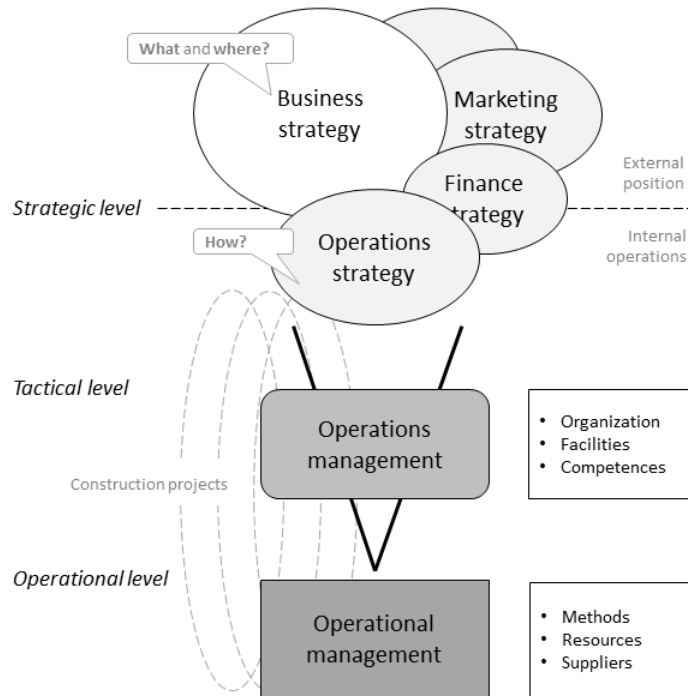 What and where?
Business
strategy
Marketing
strategy
External
position
Finance
strategy
Strategic level
Internal
operations
How?
Operations
strategy
Tactical level
Operations
management
• Organization
• Facilities
• Competences
Construction projects
Operational level
Operational
management
• Methods
• Resources
• Suppliers